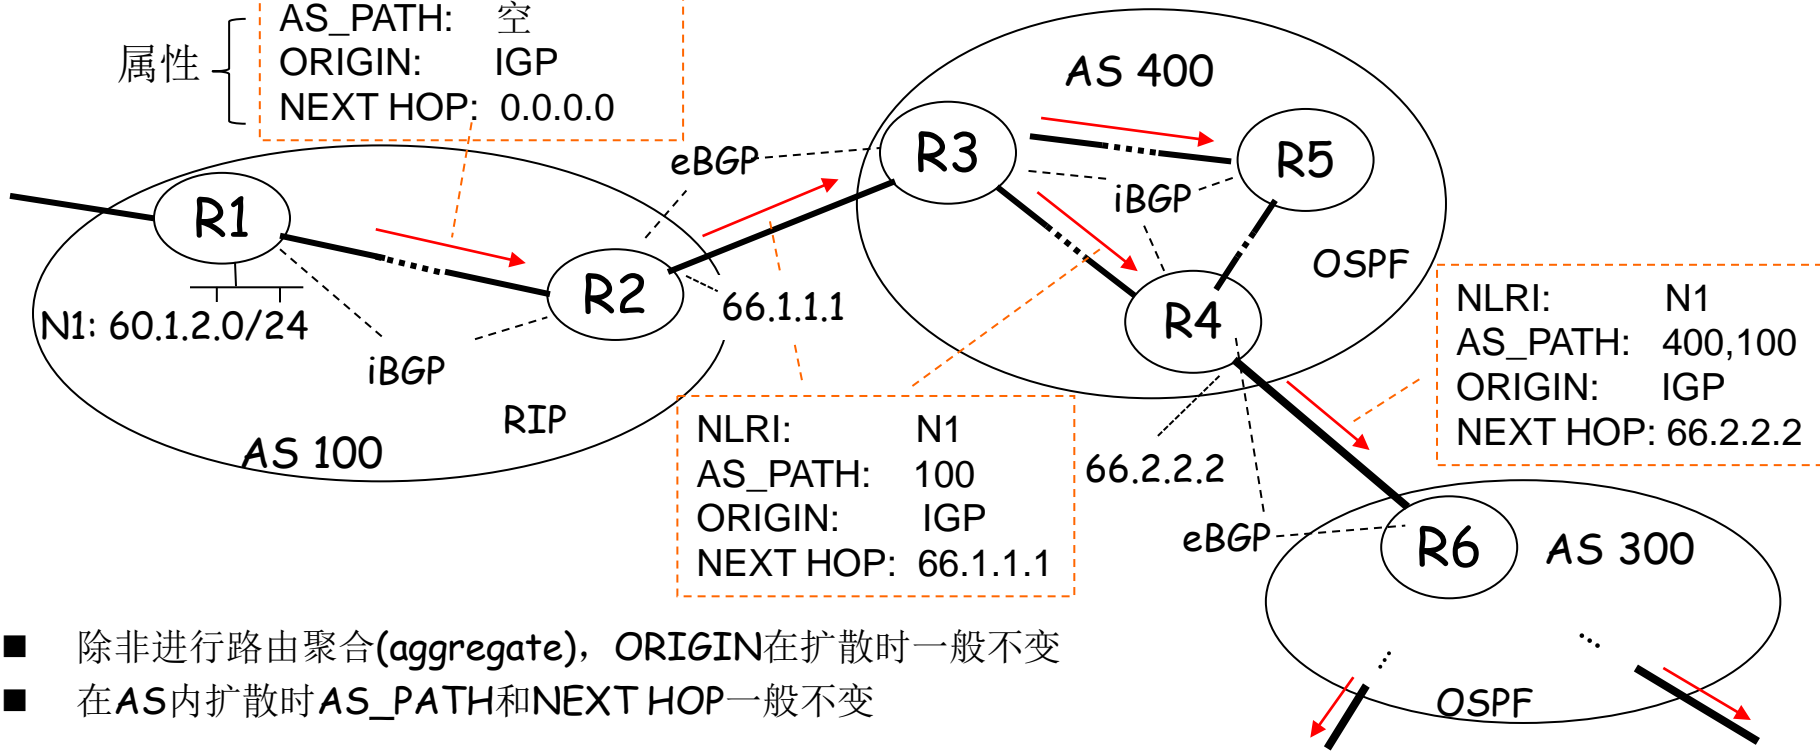 AS_PATH: 空
属性
ORIGIN: IGP
NEXT HOP: 0.0.0.0
AS 400
eBGP
R3
R5
iBGP
R1
R2
66.1.1.1
OSPF
R4
N1: 60.1.2.0/24
iBGP
RIP
AS 100
NLRI: N1
AS_PATH: 400,100
ORIGIN: IGP
NEXT HOP: 66.2.2.2
NLRI: N1
AS_PATH: 100
ORIGIN: IGP
NEXT HOP: 66.1.1.1
66.2.2.2
eBGP
R6
AS 300
...
...
OSPF
■ 除非进行路由聚合(aggregate)，ORIGIN在扩散时一般不变
■ 在AS内扩散时AS_PATH和NEXT HOP一般不变